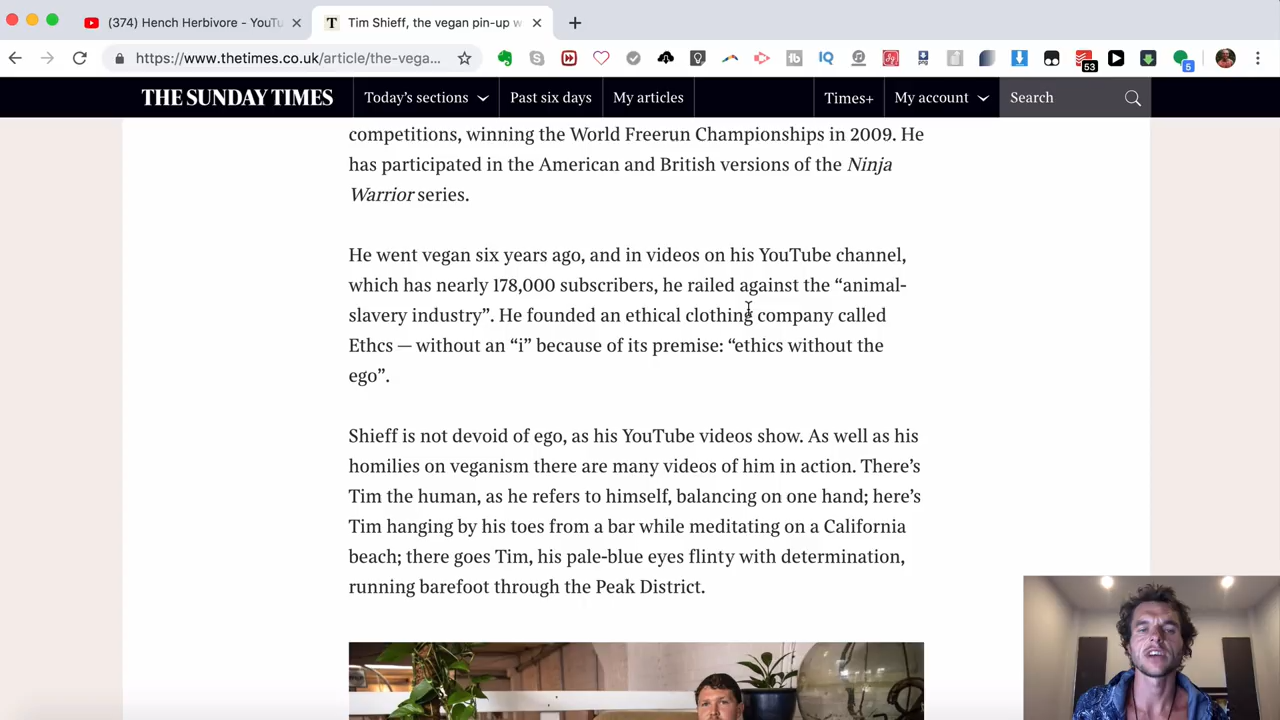 (374) Hench Herbivore - YouTu
T Tim Shieff, the vegan pin-up w
https://www.thetimes.co.uk/article/the-vega...
53
5
THE SUNDAY TIMES
Today's sections
Past six days
My articles
Times+
My account
Search
competitions, winning the World Freerun Championships in 2009. He
has participated in the American and British versions of the Ninja
Warrior series.
He went vegan six years ago, and in videos on his YouTube channel,
which has nearly 178,000 subscribers, he railed against the “animal-
slavery industry”. He founded an ethical clothing company called
Ethcs — without an “i” because of its premise: “ethics without the
ego”.
Shieff is not devoid of ego, as his YouTube videos show. As well as his
homilies on veganism there are many videos of him in action. There’s
Tim the human, as he refers to himself, balancing on one hand; here’s
Tim hanging by his toes from a bar while meditating on a California
beach; there goes Tim, his pale-blue eyes flinty with determination,
running barefoot through the Peak District.